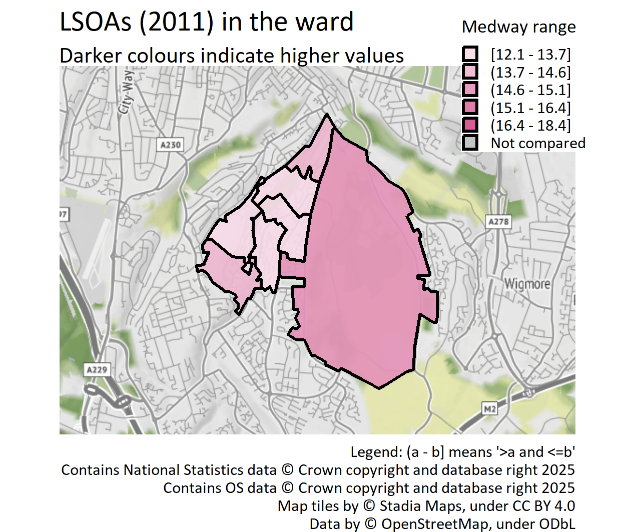 LSOAs (2011) in the ward
Darker colours indicate higher values
Medway range
[12.1 - 13.7]
(13.7 - 14.6]
(14.6 - 15.1]
(15.1 - 16.4]
(16.4 - 18.4]
Not compared
City Way
A230
A278
Wigmore
A229
M2
Legend: (a - b] means '>a and <=b'
Contains National Statistics data © Crown copyright and database right 2025
Contains OS data © Crown copyright and database right 2025
Map tiles by © Stadia Maps, under CC BY 4.0
Data by © OpenStreetMap, under ODbL